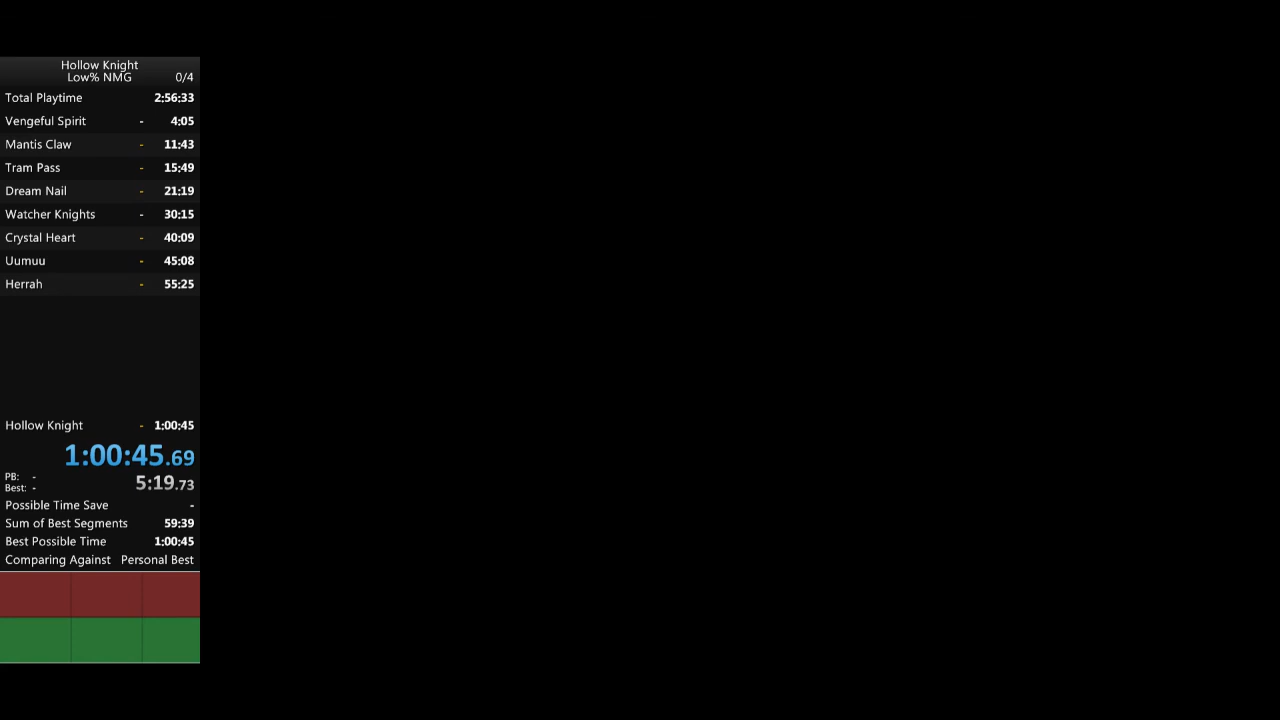 Hollow Knight
Low% NMG 0/4
Total Playtime 2:56:33
Vengeful Spirit - 4:05
Mantis Claw - 11:43
Tram Pass - 15:49
Dream Nail - 21:19
Watcher Knights - 30:15
Crystal Heart - 40:09
Uumuu - 45:08
Herrah - 55:25
Hollow Knight - 1:00:45
1:00:45.69
PB: - 5:19.73
Best: -
Possible Time Save -
Sum of Best Segments 59:39
Best Possible Time 1:00:45
Comparing Against Personal Best